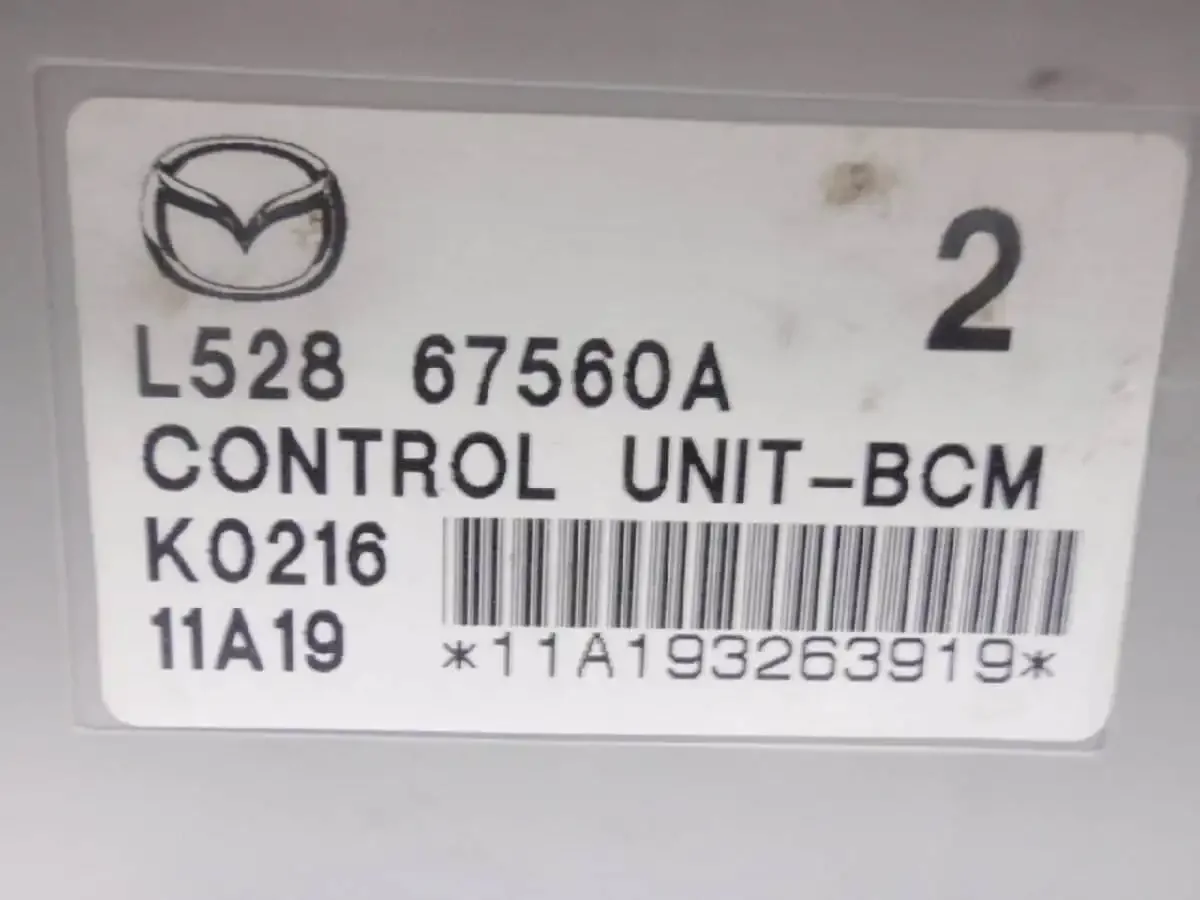 2
L528 67560A
CONTROL UNIT-BCM
K0216
11A19
*11A193263919*